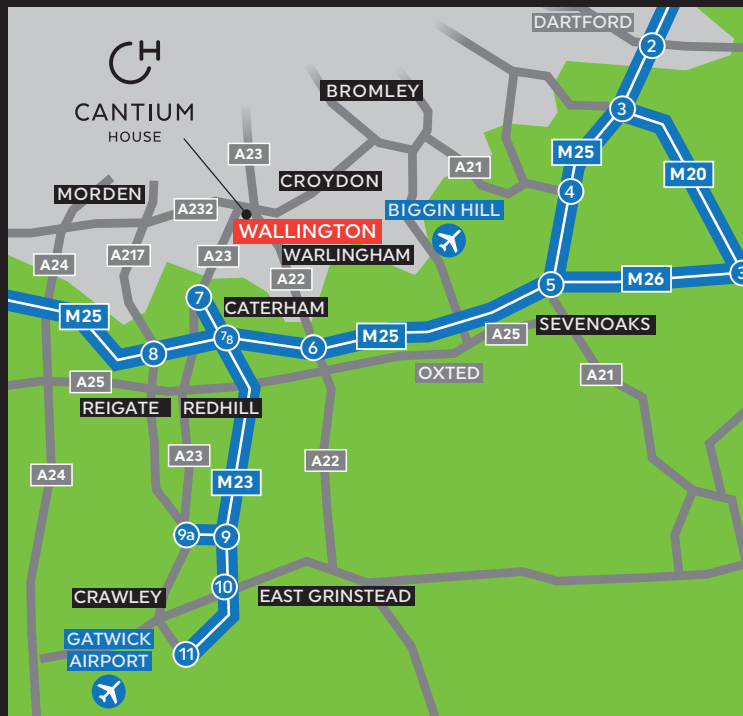 DARTFORD
2
CH
CANTIUM
HOUSE
BROMLEY
3
A23
A21
M25
M20
CROYDON
MORDEN
4
A232
BIGGIN HILL
WALLINGTON
A217
A23
WARLINGHAM
A24
A22
5
M26
3
7
CATERHAM
M25
M25
SEVENOAKS
7
8
8
6
A25
OXTED
A21
A25
REIGATE
REDHILL
A23
A22
A24
M23
9a
9
10
CRAWLEY
EAST GRINSTEAD
GATWICK
AIRPORT
11